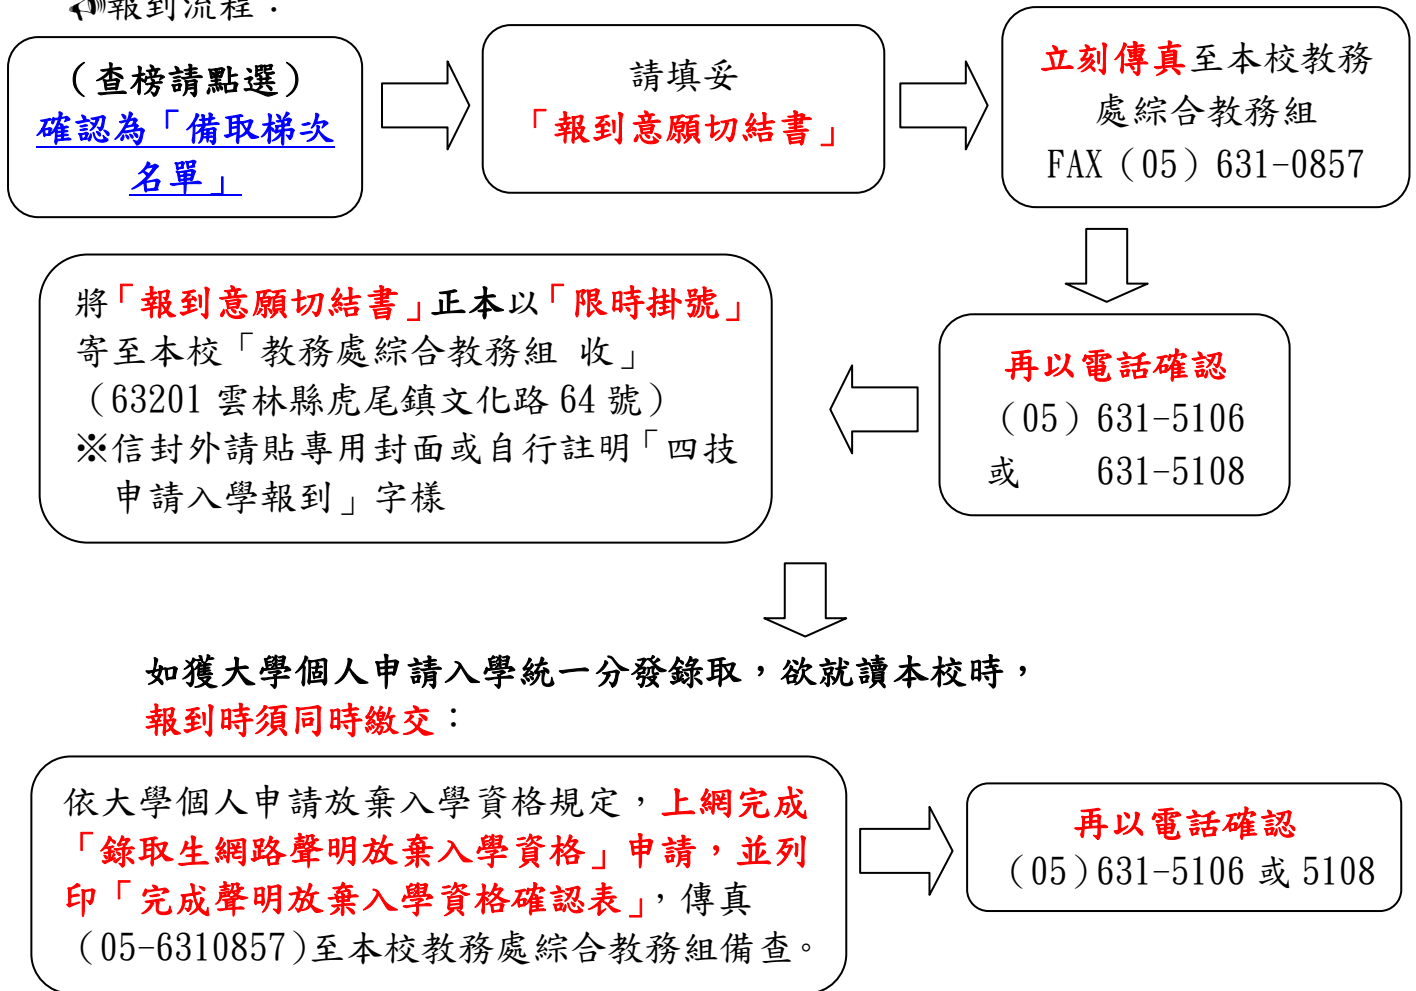 報到流程：
（查榜請點選）
確認為「備取梯次
名單」
請填妥
「報到意願切結書」
立刻傳真至本校教務
處綜合教務組
FAX（05）631-0857
再以電話確認
（05）631-5106
或 631-5108
將「報到意願切結書」正本以「限時掛號」
寄至本校「教務處綜合教務組 收」
（63201 雲林縣虎尾鎮文化路 64 號）
※信封外請貼專用封面或自行註明「四技
申請入學報到」字樣
如獲大學個人申請入學統一分發錄取，欲就讀本校時，
報到時須同時繳交：
依大學個人申請放棄入學資格規定，上網完成
「錄取生網路聲明放棄入學資格」申請，並列
印「完成聲明放棄入學資格確認表」，傳真
（05-6310857）至本校教務處綜合教務組備查。
再以電話確認
（05）631-5106 或 5108